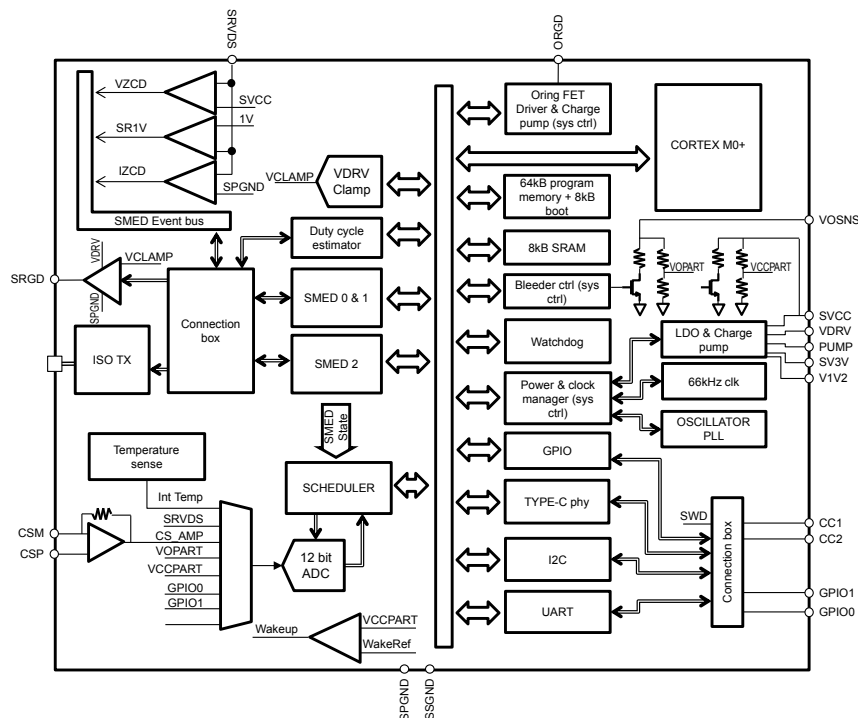 SRVDS
ORGD
VZCD
SVCC
SR1V
1V
IZCD
SPGND
SMED Event bus
VCLAMP
VDRV
Clamp
Duty cycle
estimator
SRGD
VDRV
VCLAMP
SPGND
Connection
box
SMED 0 & 1
SMED 2
ISO TX
SMED
State
Temperature
sense
Int Temp
SCHEDULER
CSM
CSP
SRVDS
CS_AMP
VOPART
VCCPART
GPIO0
GPIO1
12 bit
ADC
Wakeup
VCCPART
WakeRef
SPGND
SSGND
Oring FET
Driver & Charge
pump (sys ctrl)
CORTEX M0+
64kB program
memory + 8kB
boot
8kB SRAM
Bleeder ctrl (sys
ctrl)
VOPART
VCCPART
VOSNS
Watchdog
LDO & Charge
pump
SVCC
VDRV
PUMP
SV3V
V1V2
Power & clock
manager (sys
ctrl)
66kHz clk
OSCILLATOR
PLL
GPIO
TYPE-C phy
SWD
Connection box
CC1
CC2
I2C
UART
GPIO1
GPIO0